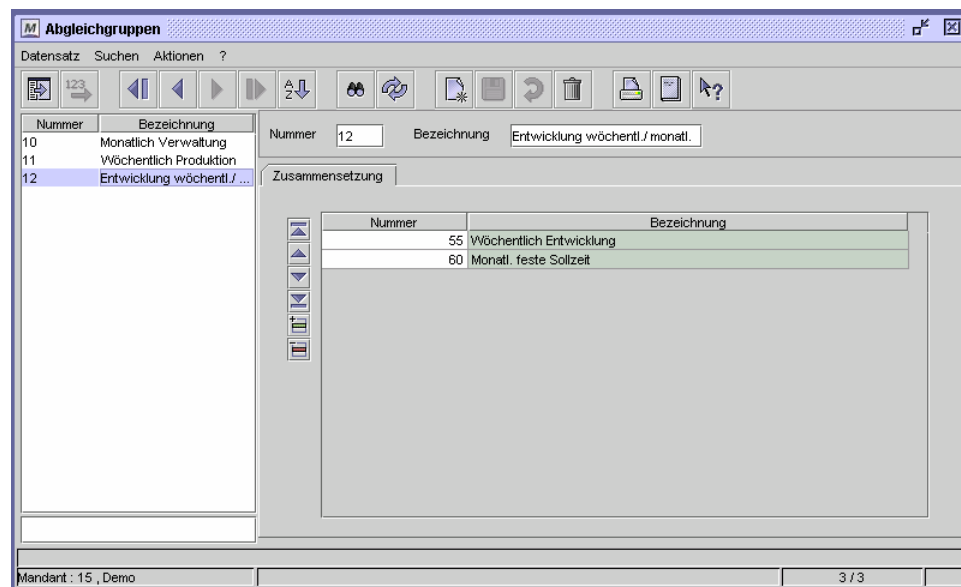 M Abgleichgruppen
Datensatz Suchen Aktionen ?
123 A Z ?
Nummer Bezeichnung
10 Monatlich Verwaltung
11 Wöchentlich Produktion
12 Entwicklung wöchentl./ ...
Nummer 12 Bezeichnung Entwicklung wöchentl./ monatl.
Zusammensetzung
Nummer Bezeichnung
55 Wöchentlich Entwicklung
60 Monatl. feste Sollzeit
Mandant : 15 , Demo 3 / 3